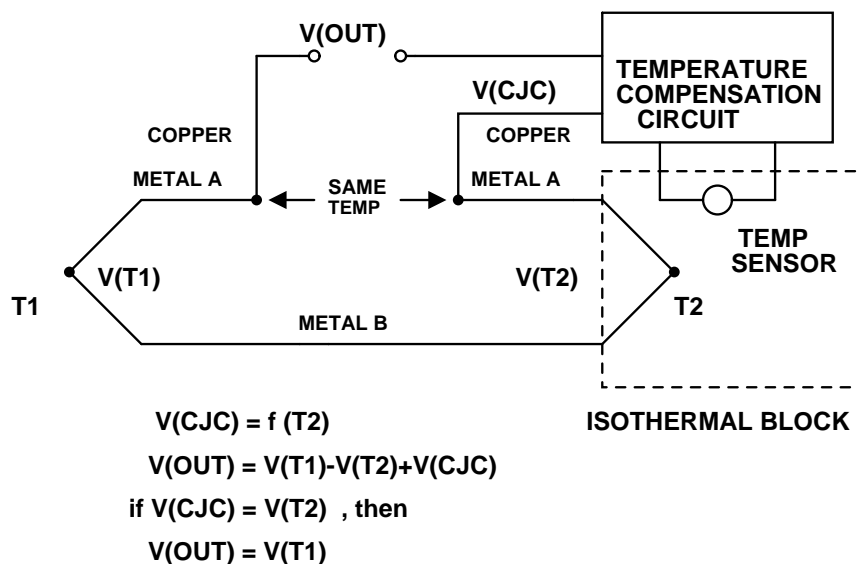 V(OUT)
TEMPERATURE
COMPENSATION
CIRCUIT
V(CJC)
COPPER
COPPER
METAL A
SAME
TEMP
METAL A
TEMP
SENSOR
V(T1)
V(T2)
T1
T2
METAL B
ISOTHERMAL BLOCK
V(CJC) = f (T2)
V(OUT) = V(T1)-V(T2)+V(CJC)
if V(CJC) = V(T2) , then
V(OUT) = V(T1)